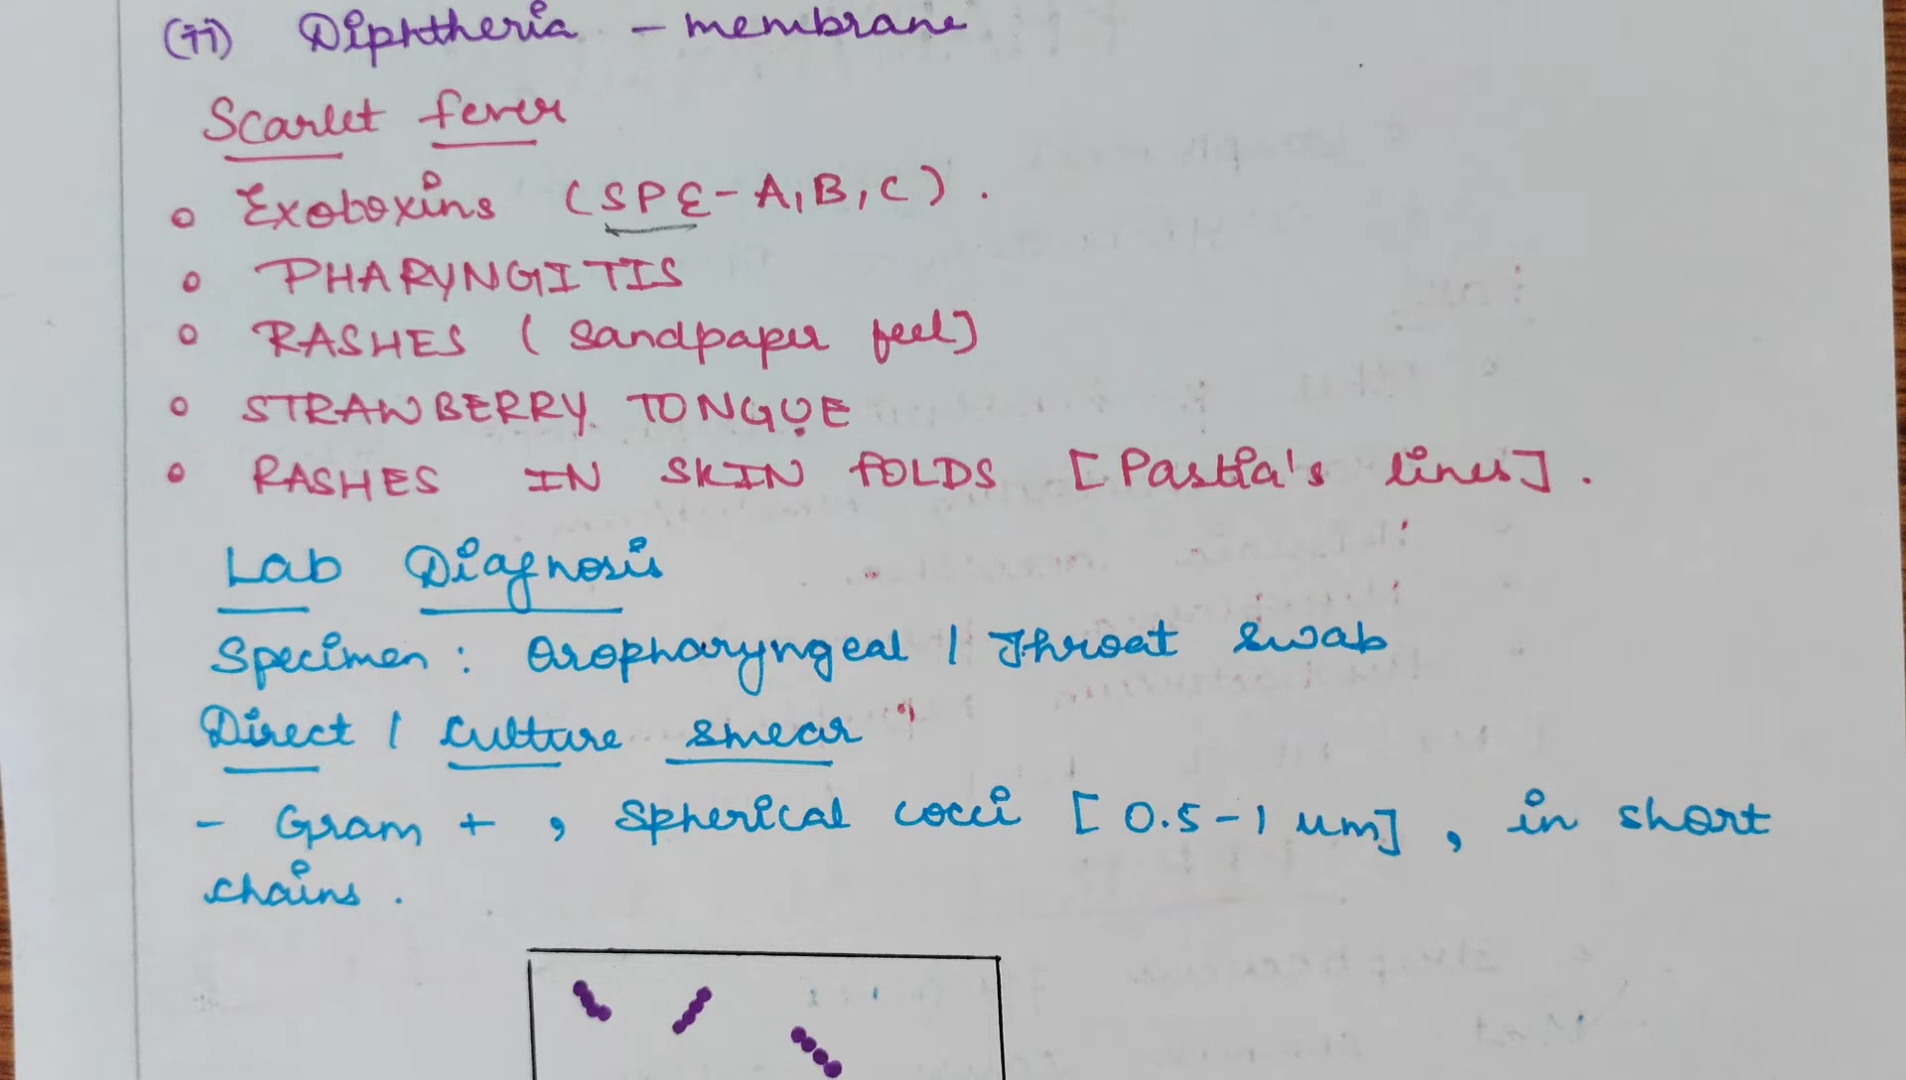 (ii) Diphtheria - membrane
Scarlet fever
o Exotoxins (SPE-A,B,C).
o PHARYNGITIS
o RASHES (Sandpaper feel]
o STRAWBERRY TONGUE
o RASHES IN SKIN FOLDS [Pastia's lines].
Lab Diagnosis
Specimen: Oropharyngeal / Throat swab
Direct / Culture smear
- Gram +, Spherical cocci [0.5-1 um], in short
chains.